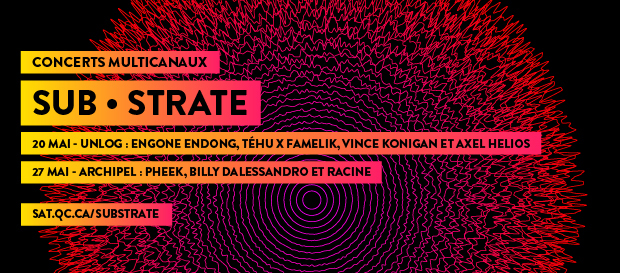 CONCERTS MULTICANAUX
SUB • STRATE
20 MAI - UNLOG : ENGONE ENDONG, TÉHU X FAMELIK, VINCE KONIGAN ET AXEL HELIOS
27 MAI - ARCHIPEL : PHEEK, BILLY DALESSANDRO ET RACINE
SAT.QC.CA/SUBSTRATE